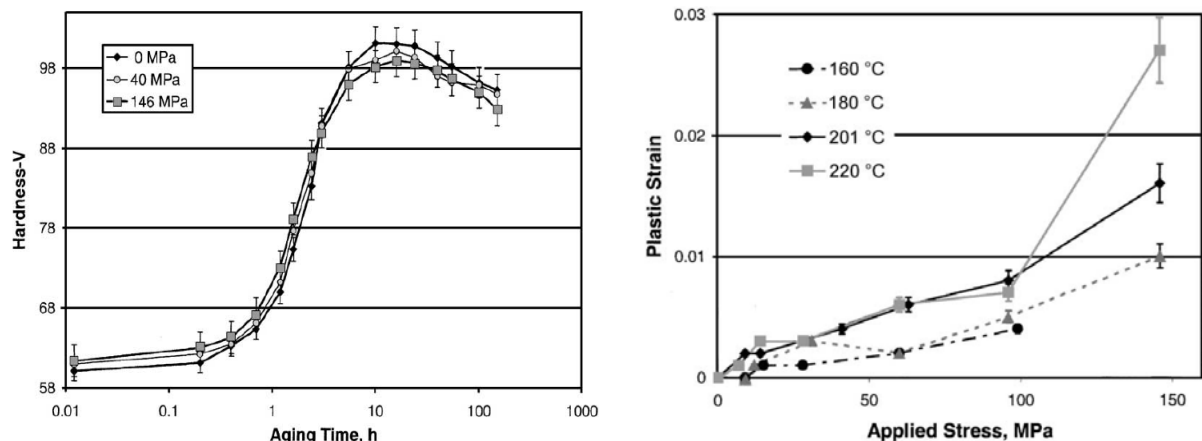 0 MPa
40 MPa
146 MPa
98
88
78
68
58
0.01
0.1
1
10
100
1000
Hardness-V
Aging Time, h
0.03
0.02
0.01
0
160 °C
180 °C
201 °C
220 °C
Plastic Strain
0
50
100
150
Applied Stress, MPa